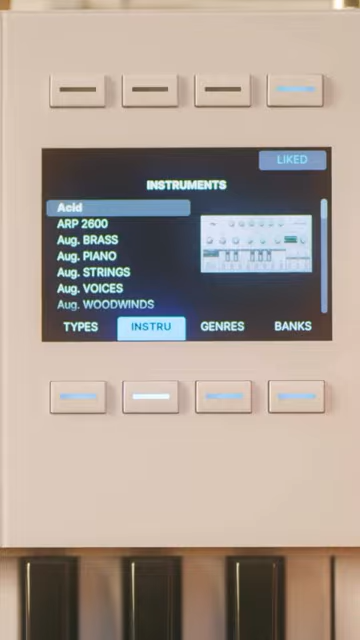 LIKED
INSTRUMENTS
Acid
ARP 2600
Aug. BRASS
Aug. PIANO
Aug. STRINGS
Aug. VOICES
Aug. WOODWINDS
TYPES INSTRU GENRES BANKS